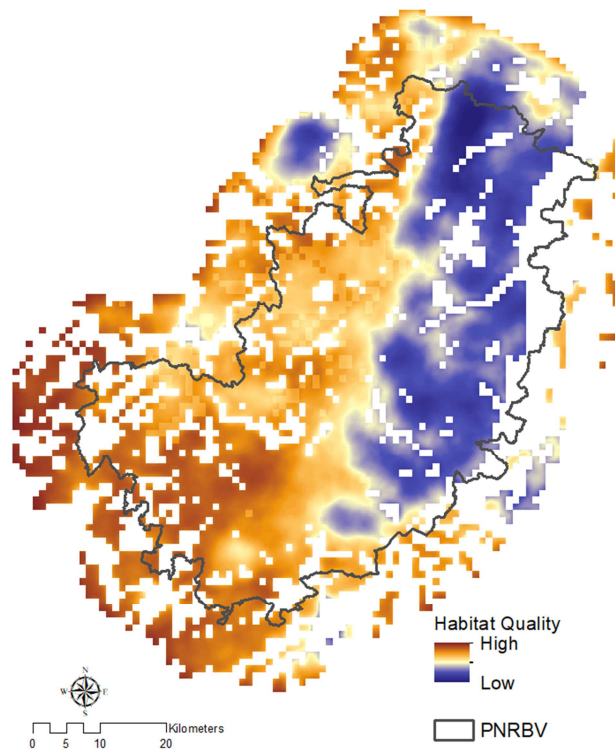 Habitat Quality
High
Low
N
W E
S
Kilometers
0 5 10 20
PNRBV